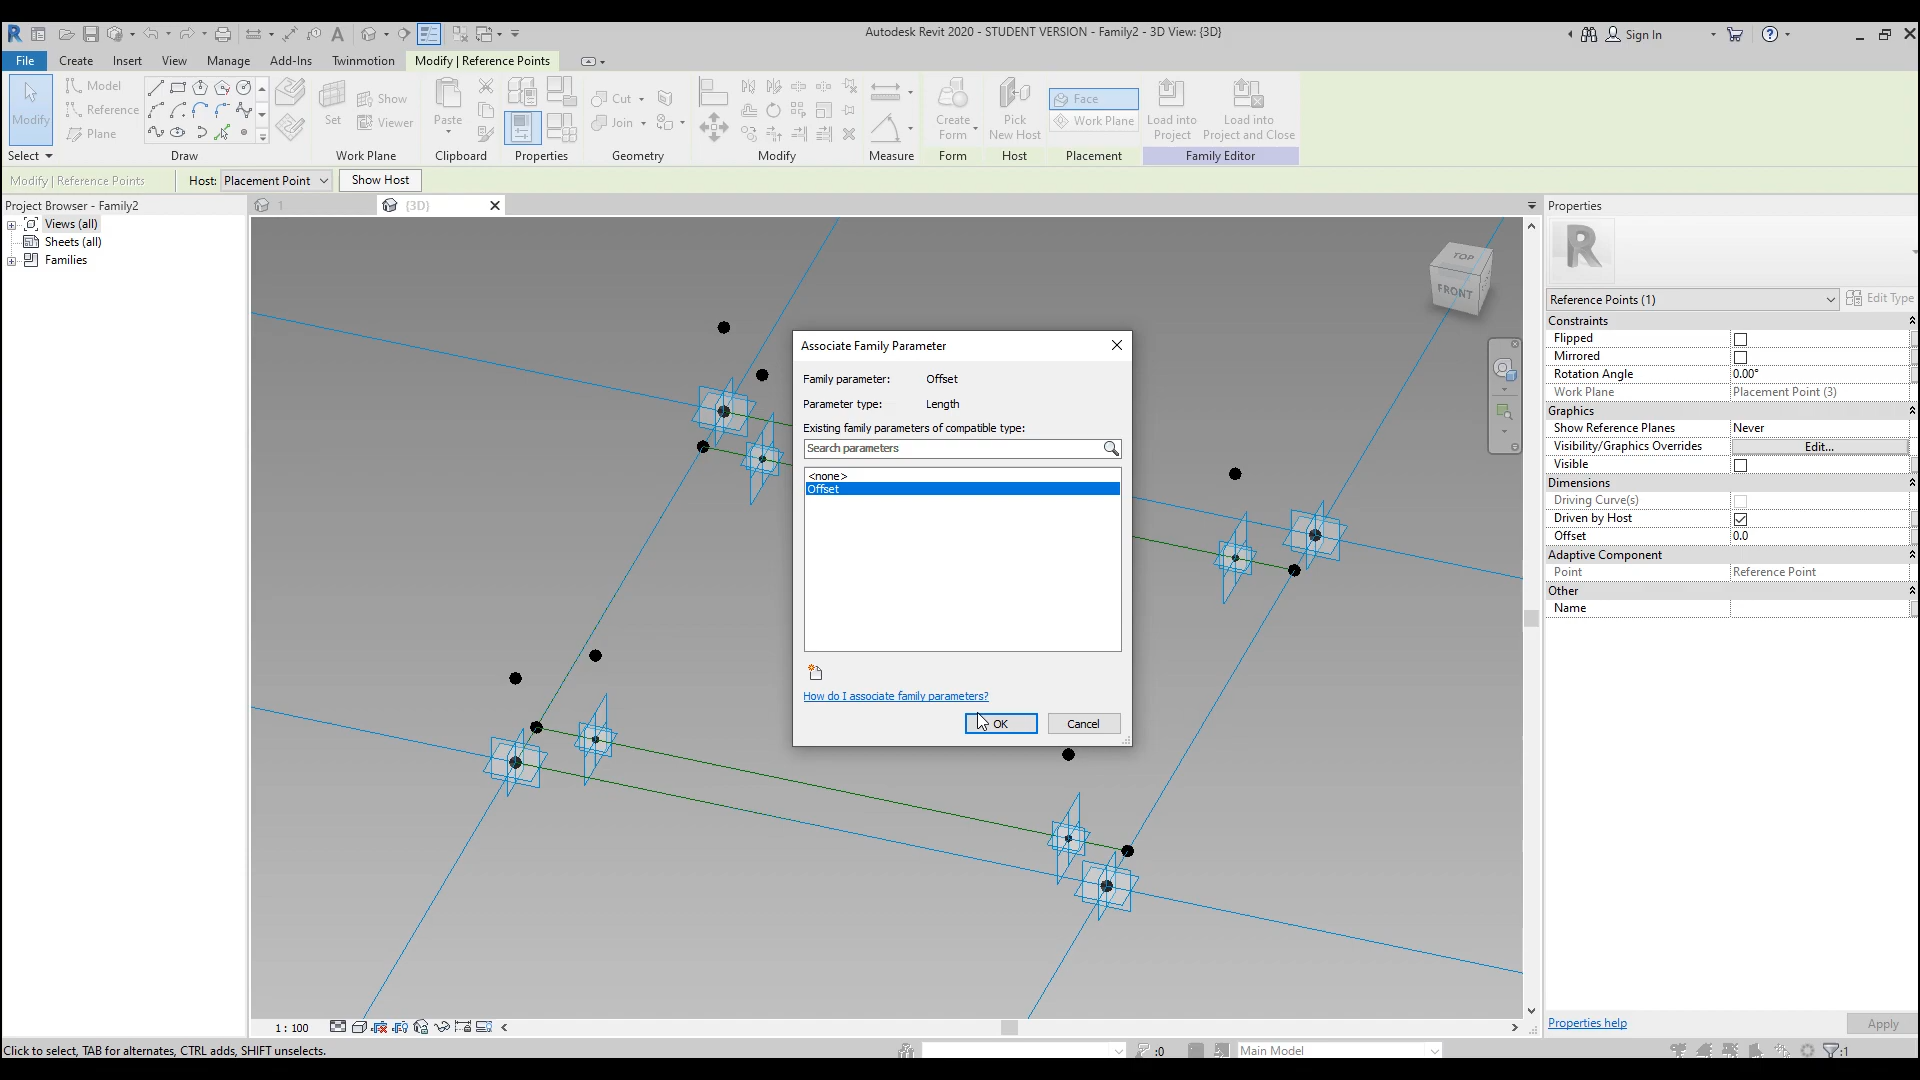 Autodesk Revit 2020 - STUDENT VERSION - Family2 - 3D View: {3D}
Sign In
File
Create
Insert
View
Manage
Add-Ins
Twinmotion
Modify | Reference Points
Modify
Model
Reference
Plane
Set
Show
Viewer
Paste
Cut
Join
Create
Form
Pick
New Host
Face
Work Plane
Load into
Project
Load into
Project and Close
Select
Draw
Work Plane
Clipboard
Properties
Geometry
Modify
Measure
Form
Host
Placement
Family Editor
Modify | Reference Points
Host:
Placement Point
Show Host
Project Browser - Family2
1
{3D}
Properties
Views (all)
Sheets (all)
Families
TOP
FRONT
R
Reference Points (1)
Edit Type
Constraints
Flipped
Mirrored
Rotation Angle
0.00°
Work Plane
Placement Point (3)
Graphics
Show Reference Planes
Never
Visibility/Graphics Overrides
Edit...
Visible
Dimensions
Driving Curve(s)
Driven by Host
Offset
0.0
Adaptive Component
Point
Reference Point
Other
Name
Associate Family Parameter
Family parameter:
Offset
Parameter type:
Length
Existing family parameters of compatible type:
Search parameters
<none>
Offset
How do I associate family parameters?
OK
Cancel
1 : 100
Properties help
Apply
Click to select, TAB for alternates, CTRL adds, SHIFT unselects.
:0
Main Model
:1